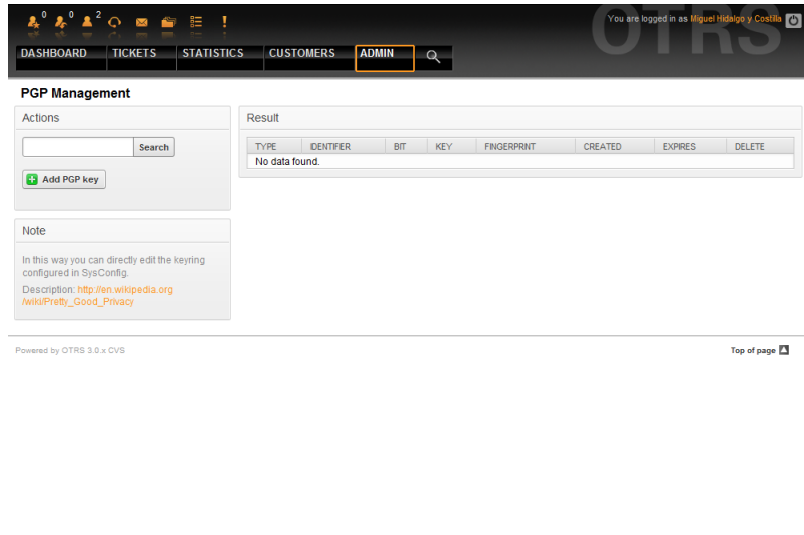 OTRS
0 0 2
You are logged in as Miguel Hidalgo y Costilla
DASHBOARD TICKETS STATISTICS CUSTOMERS ADMIN
PGP Management
Actions
Search
Add PGP key
Note
In this way you can directly edit the keyring
configured in SysConfig.
Description: http://en.wikipedia.org
/wiki/Pretty_Good_Privacy
Result
TYPE IDENTIFIER BIT KEY FINGERPRINT CREATED EXPIRES DELETE
No data found.
Powered by OTRS 3.0.x CVS
Top of page